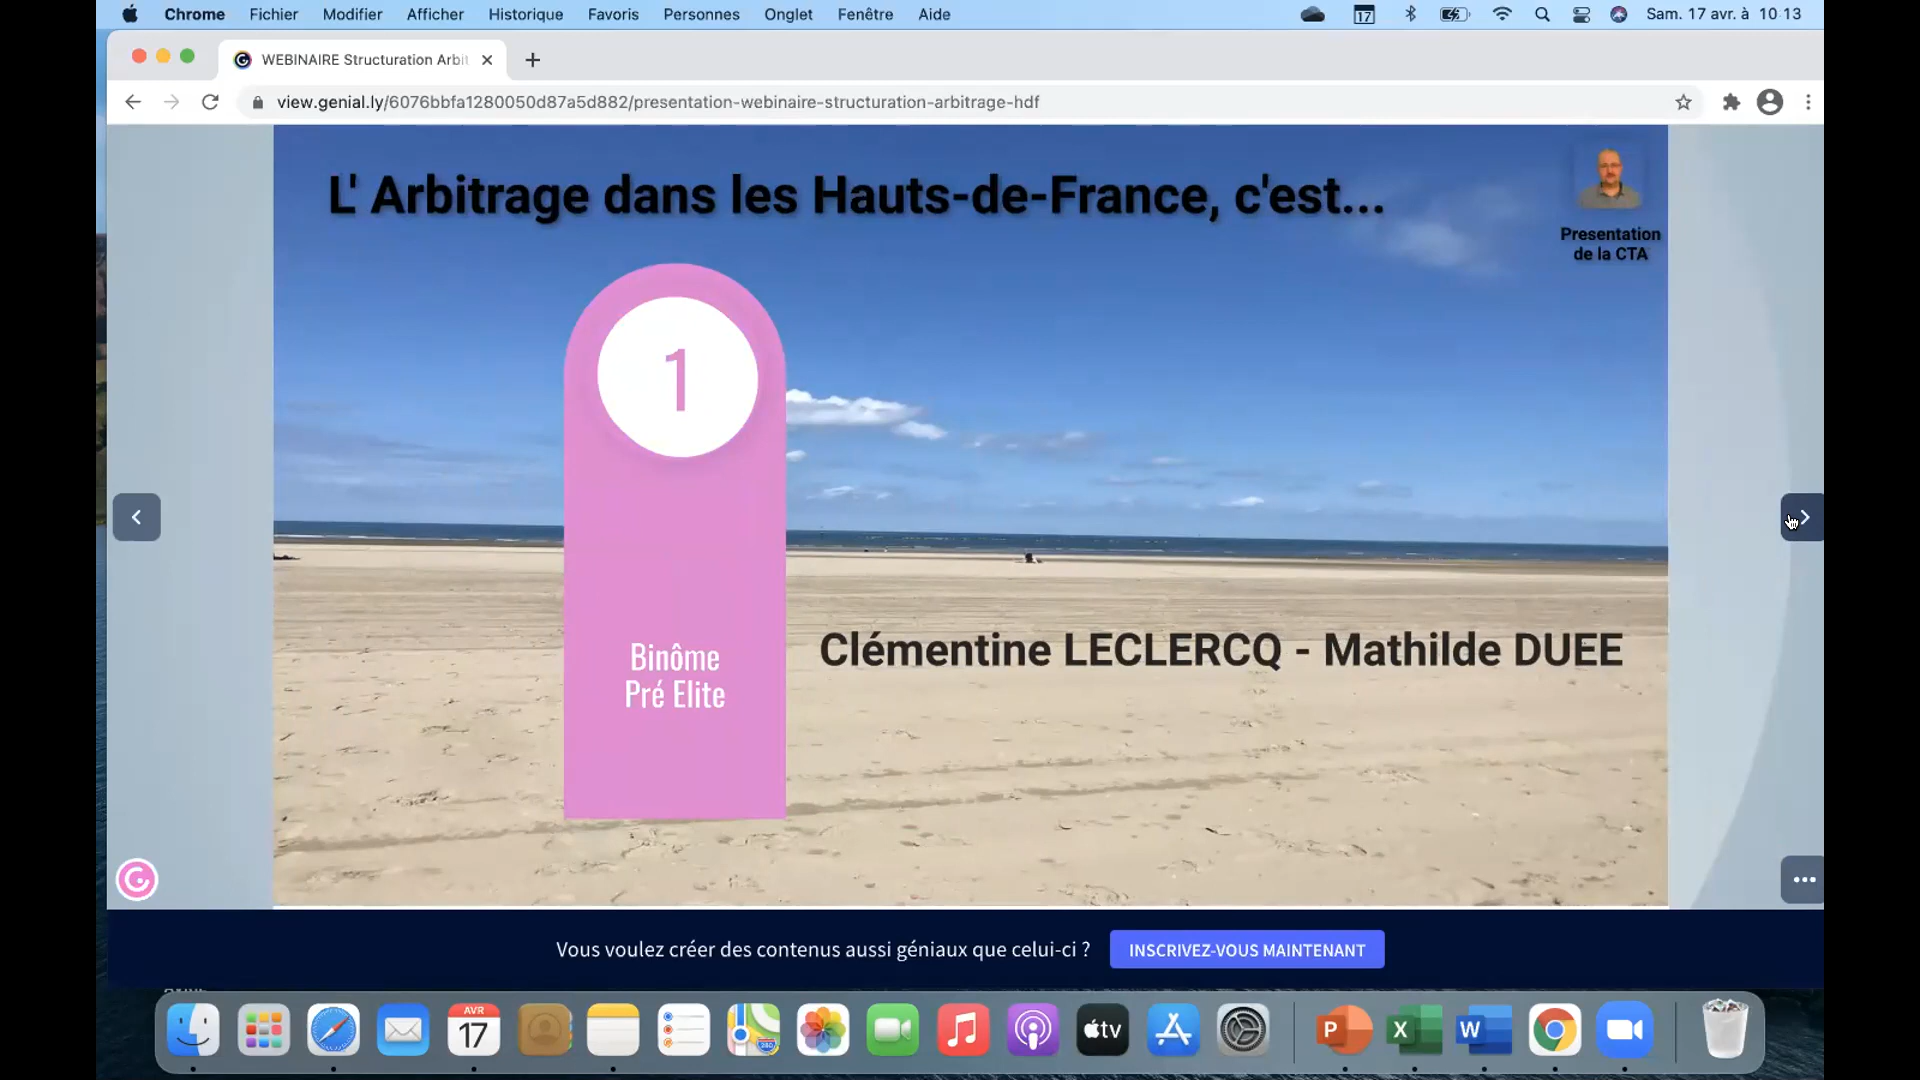 Chrome Fichier Modifier Afficher Historique Favoris Personnes Onglet Fenêtre Aide
17
Sam. 17 avr. à 10 13
WEBINAIRE Structuration Arbit
view.genial.ly/6076bbfa1280050d87a5d882/presentation-webinaire-structuration-arbitrage-hdf
L' Arbitrage dans les Hauts-de-France, c'est...
Presentation
de la CTA
1
Binôme
Pré Elite
Clémentine LECLERCQ - Mathilde DUEE
Vous voulez créer des contenus aussi géniaux que celui-ci ?
INSCRIVEZ-VOUS MAINTENANT
AVR
17
280
tv
P
X
W